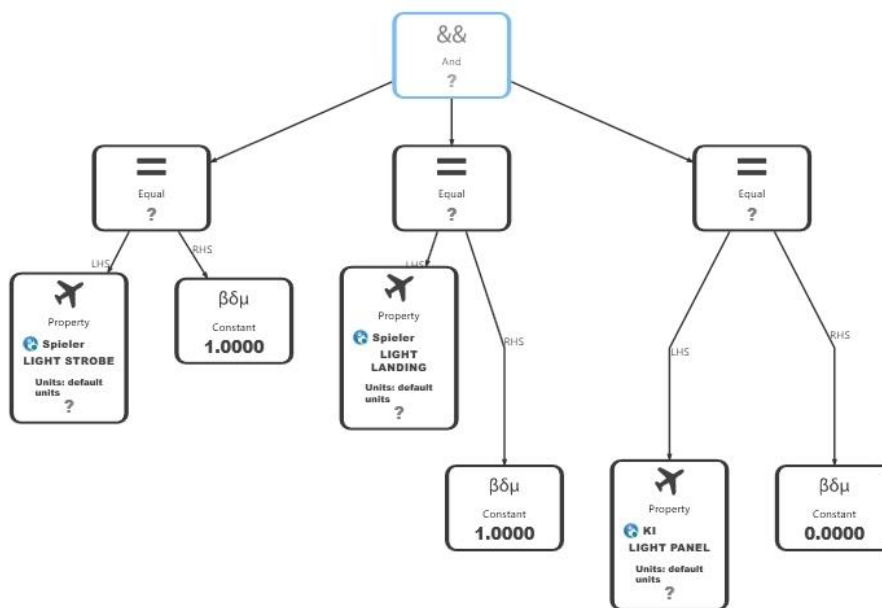 &&
And
?
=
Equal
?
=
Equal
?
=
Equal
?
LHS
RHS
LHS
RHS
LHS
RHS
Property
Spieler
LIGHT STROBE
Units: default
units
?
βδμ
Constant
1.0000
Property
Spieler
LIGHT
LANDING
Units: default
units
?
βδμ
Constant
1.0000
Property
KI
LIGHT PANEL
Units: default
units
?
βδμ
Constant
0.0000